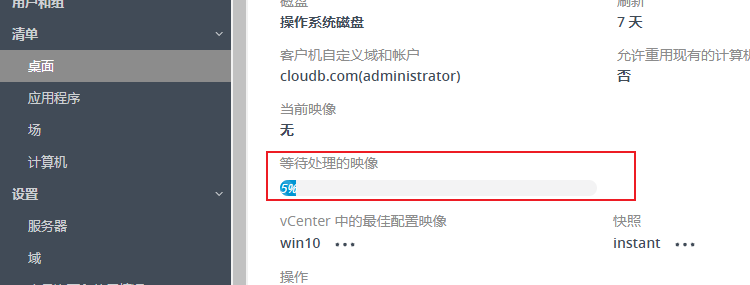 用户和组
清单
桌面
应用程序
场
计算机
设置
服务器
域
磁盘
刷新
操作系统磁盘
7 天
客户机自定义域和帐户
允许重用现有的计算机
cloudb.com(administrator)
否
当前映像
无
等待处理的映像
5%
vCenter 中的最佳配置映像
快照
win10 •••
instant •••
操作